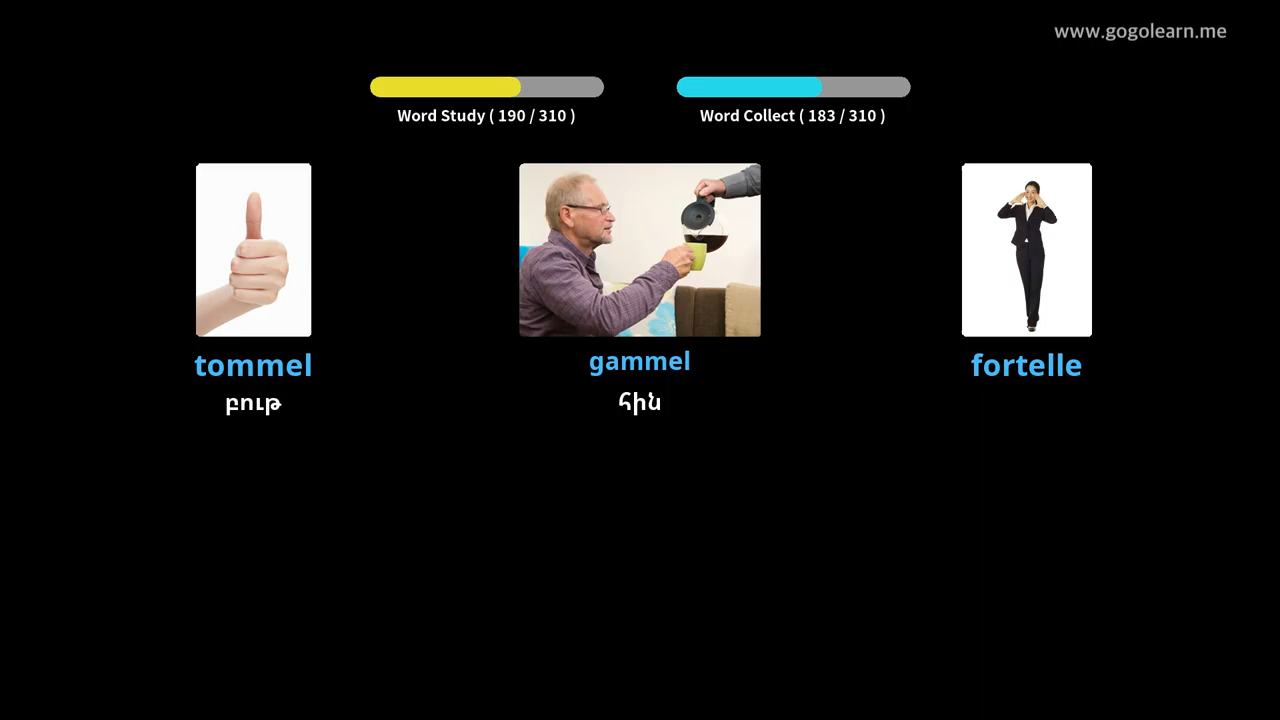 www.gogolearn.me
Word Study ( 190 / 310 )
Word Collect ( 183 / 310 )
tommel
gammel
fortelle
բութ
հին